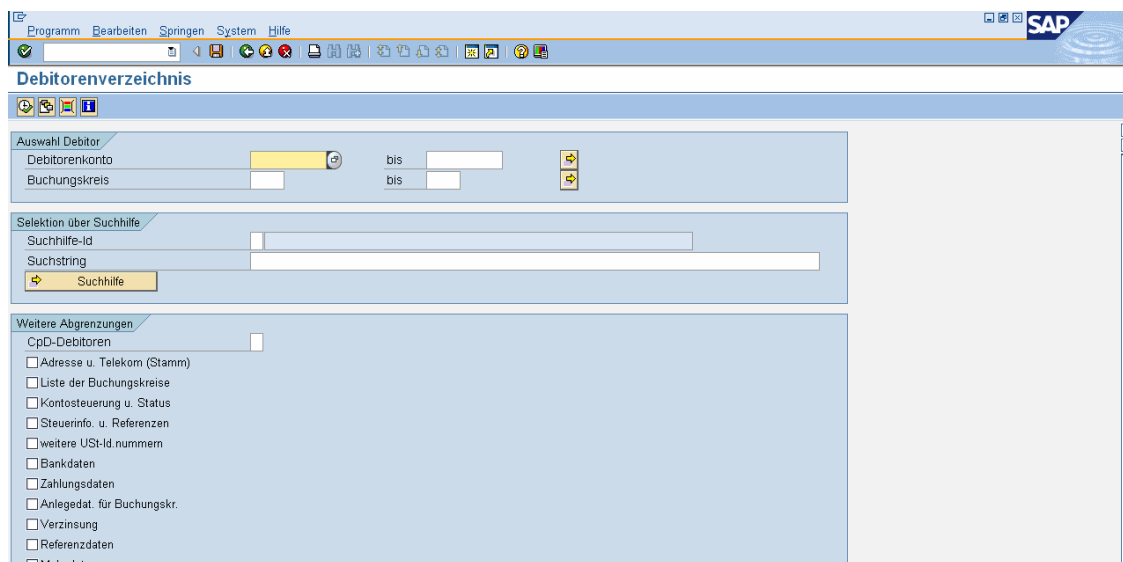 Programm Bearbeiten Springen System Hilfe
SAP
Debitorenverzeichnis
Auswahl Debitor
Debitorenkonto bis
Buchungskreis bis
Selektion über Suchhilfe
Suchhilfe-Id
Suchstring
Suchhilfe
Weitere Abgrenzungen
CpD-Debitoren
Adresse u. Telekom (Stamm)
Liste der Buchungskreise
Kontosteuerung u. Status
Steuerinfo. u. Referenzen
weitere USt-Id.nummern
Bankdaten
Zahlungsdaten
Anlegedat. für Buchungskr.
Verzinsung
Referenzdaten